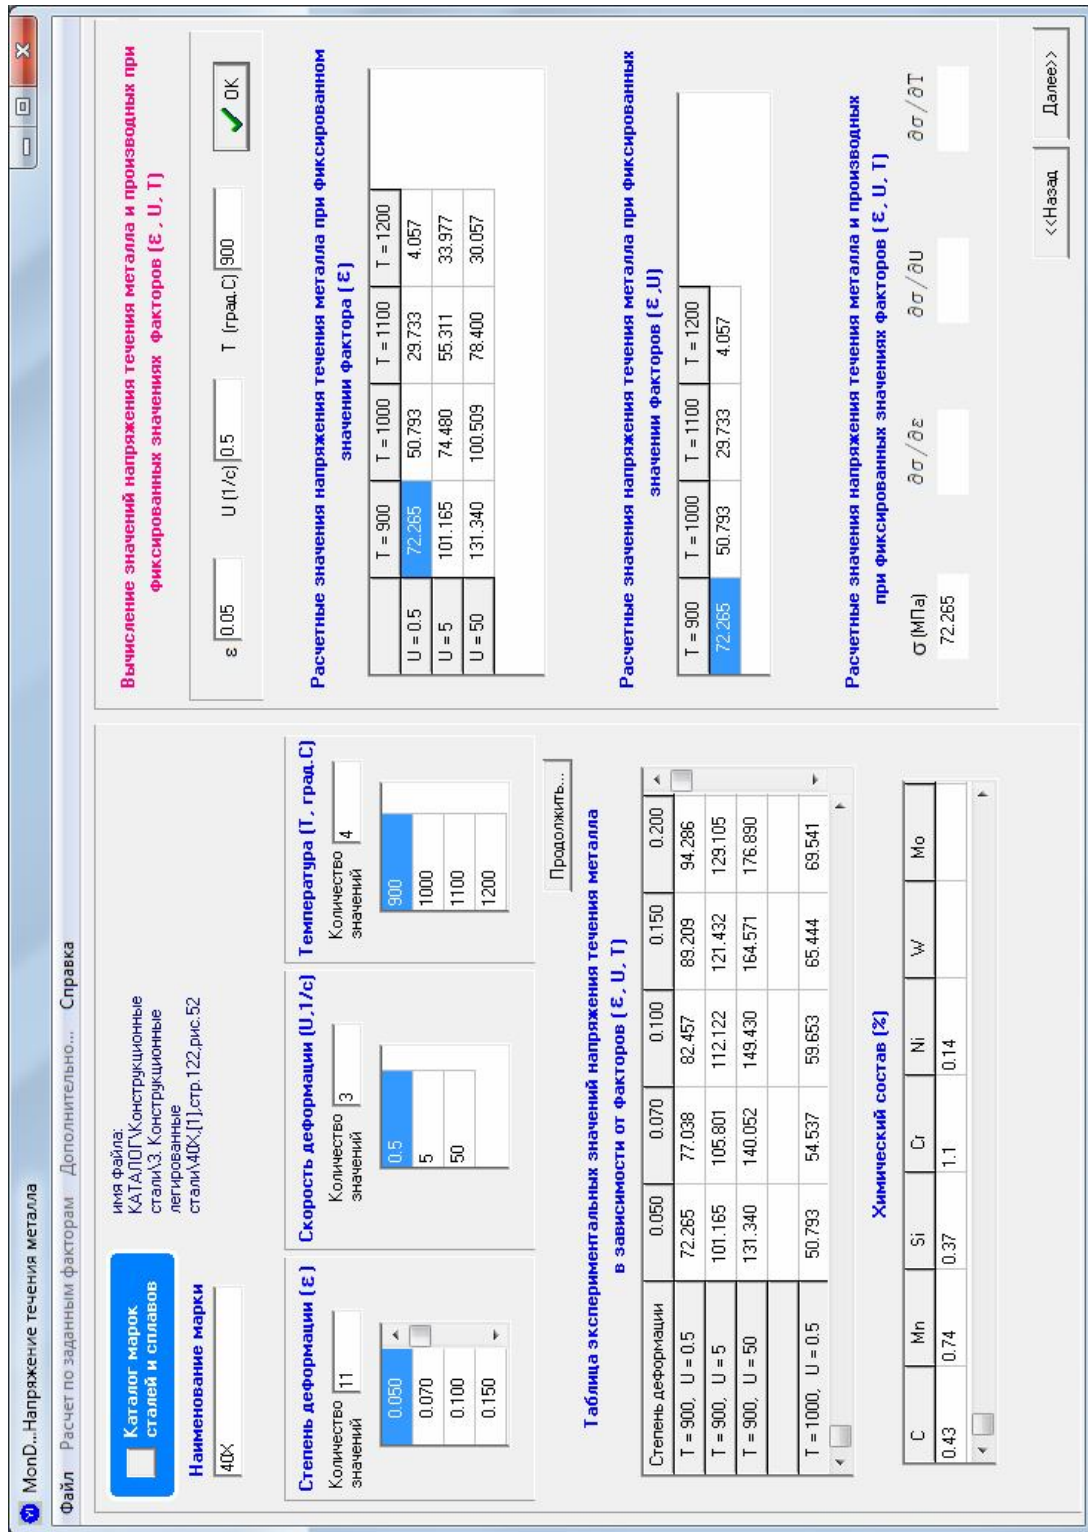 MonD...Напряжение течения металла
Файл Расчет по заданным факторам Дополнительно... Справка
Каталог марок
сталей и сплавов
имя файла:
КАТАЛОГ\Конструкционные
стали\3. Конструкционные
легированные
стали\40Х,[1],стр.122,рис.52
Наименование марки
40Х
Степень деформации (ε)
Количество
значений
11
0.050
0.070
0.100
0.150
Скорость деформации (U,1/с)
Количество
значений
3
0.5
5
50
Температура (Т, град.С)
Количество
значений
4
900
1000
1100
1200
Продолжить...
Таблица экспериментальных значений напряжения течения металла
в зависимости от факторов (ε, U, T)
Степень деформации 0.050 0.070 0.100 0.150 0.200
T = 900, U = 0.5 72.265 77.038 82.457 89.209 94.286
T = 900, U = 5 101.165 105.801 112.122 121.432 129.105
T = 900, U = 50 131.340 140.052 149.430 164.571 176.890
T = 1000, U = 0.5 50.793 54.537 59.653 65.444 69.541
Химический состав (%)
C Mn Si Cr Ni W Mo
0.43 0.74 0.37 1.1 0.14
Вычисление значений напряжения течения металла и производных при
фиксированных значениях факторов (ε, U, T)
ε 0.05 U (1/с) 0.5 T (град.С) 900 OK
Расчетные значения напряжения течения металла при фиксированном
значении фактора (ε)
T = 900 T = 1000 T = 1100 T = 1200
U = 0.5 72.265 50.793 29.733 4.057
U = 5 101.165 74.480 55.311 33.977
U = 50 131.340 100.509 78.400 30.057
Расчетные значения напряжения течения металла при фиксированных
значении факторов (ε,U)
T = 900 T = 1000 T = 1100 T = 1200
72.265 50.793 29.733 4.057
Расчетные значения напряжения течения металла и производных
при фиксированных значениях факторов (ε, U, T)
σ (МПа) ∂σ/∂ε ∂σ/∂U ∂σ/∂T
72.265
<<Назад Далее>>